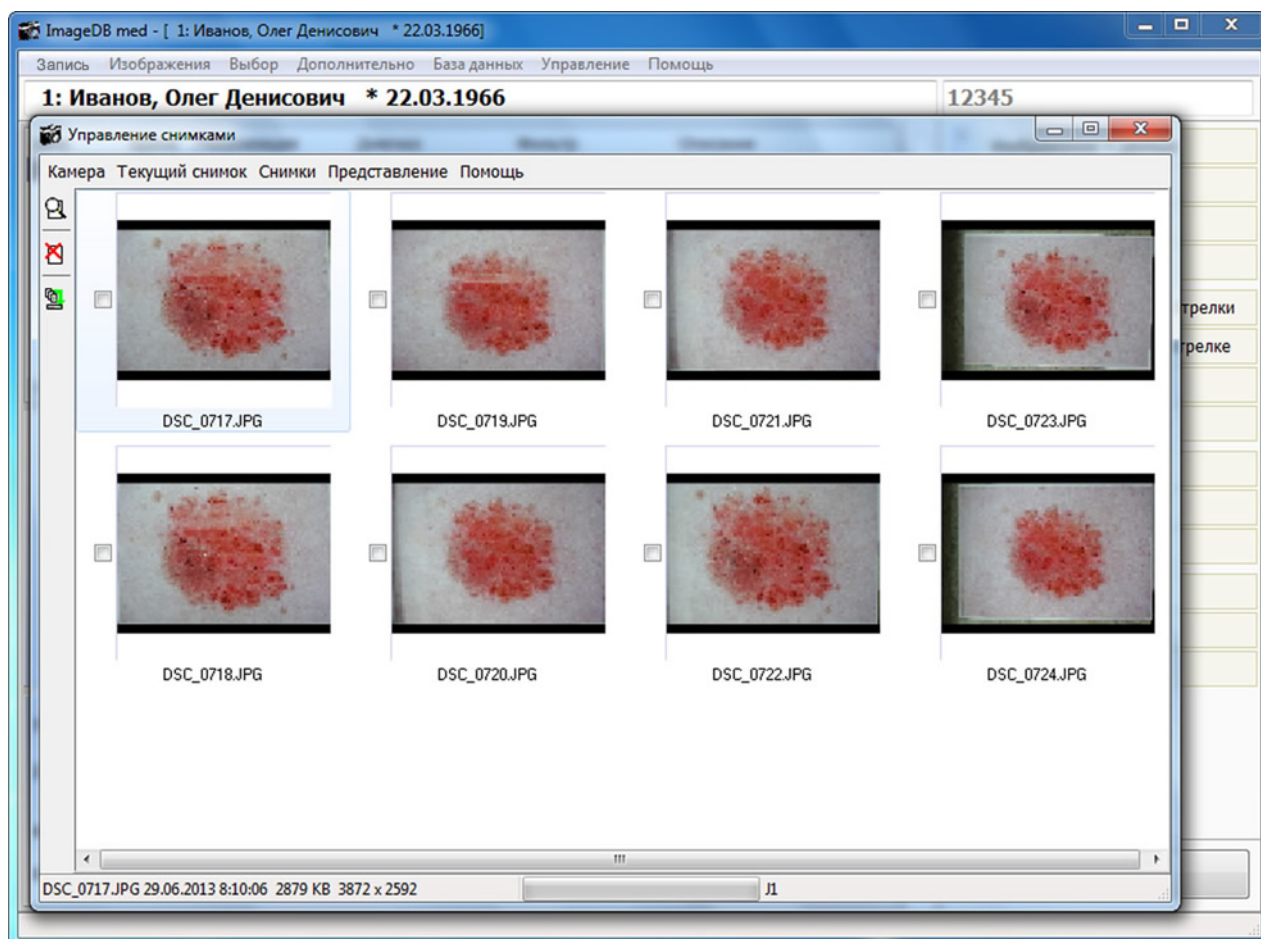 ImageDB med - [ 1: Иванов, Олег Денисович * 22.03.1966]
Запись Изображения Выбор Дополнительно База данных Управление Помощь
1: Иванов, Олег Денисович * 22.03.1966 12345
Управление снимками
Камера Текущий снимок Снимки Представление Помощь
DSC_0717.JPG DSC_0719.JPG DSC_0721.JPG DSC_0723.JPG
трелки
трелке
DSC_0718.JPG DSC_0720.JPG DSC_0722.JPG DSC_0724.JPG
DSC_0717.JPG 29.06.2013 8:10:06 2879 KB 3872 x 2592 J1